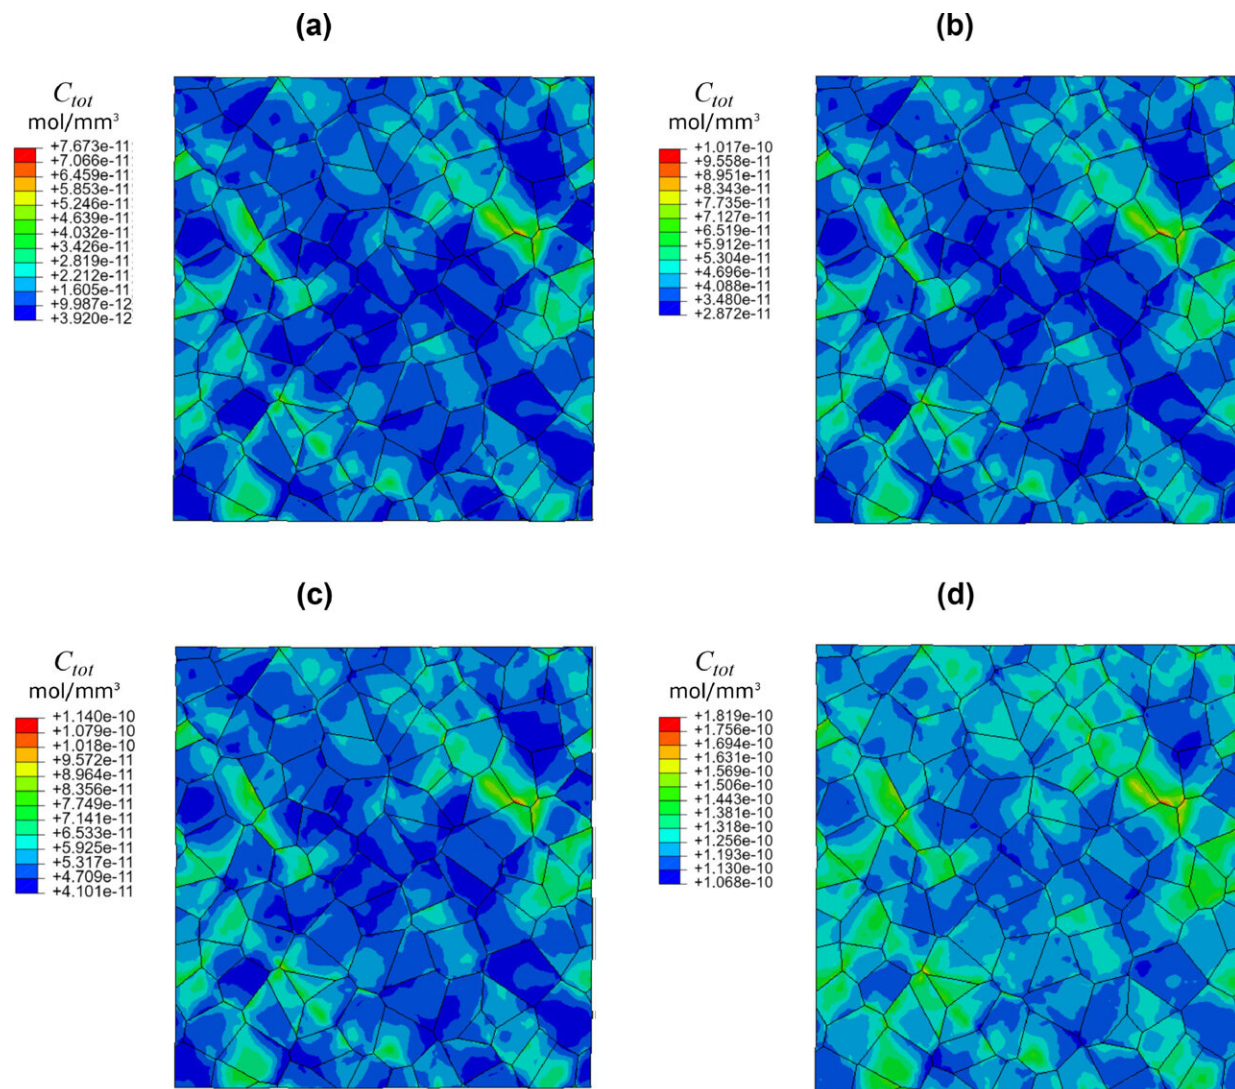 (a)
C_tot
mol/mm³
+7.673e-11
+7.066e-11
+6.459e-11
+5.853e-11
+5.246e-11
+4.639e-11
+4.032e-11
+3.426e-11
+2.819e-11
+2.212e-11
+1.605e-11
+9.987e-12
+3.920e-12
(b)
C_tot
mol/mm³
+1.017e-10
+9.558e-11
+8.951e-11
+8.343e-11
+7.735e-11
+7.127e-11
+6.519e-11
+5.912e-11
+5.304e-11
+4.696e-11
+4.088e-11
+3.480e-11
+2.872e-11
(c)
C_tot
mol/mm³
+1.140e-10
+1.079e-10
+1.018e-10
+9.572e-11
+8.964e-11
+8.356e-11
+7.749e-11
+7.141e-11
+6.533e-11
+5.925e-11
+5.317e-11
+4.709e-11
+4.101e-11
(d)
C_tot
mol/mm³
+1.819e-10
+1.756e-10
+1.694e-10
+1.631e-10
+1.569e-10
+1.506e-10
+1.443e-10
+1.381e-10
+1.318e-10
+1.256e-10
+1.193e-10
+1.130e-10
+1.068e-10